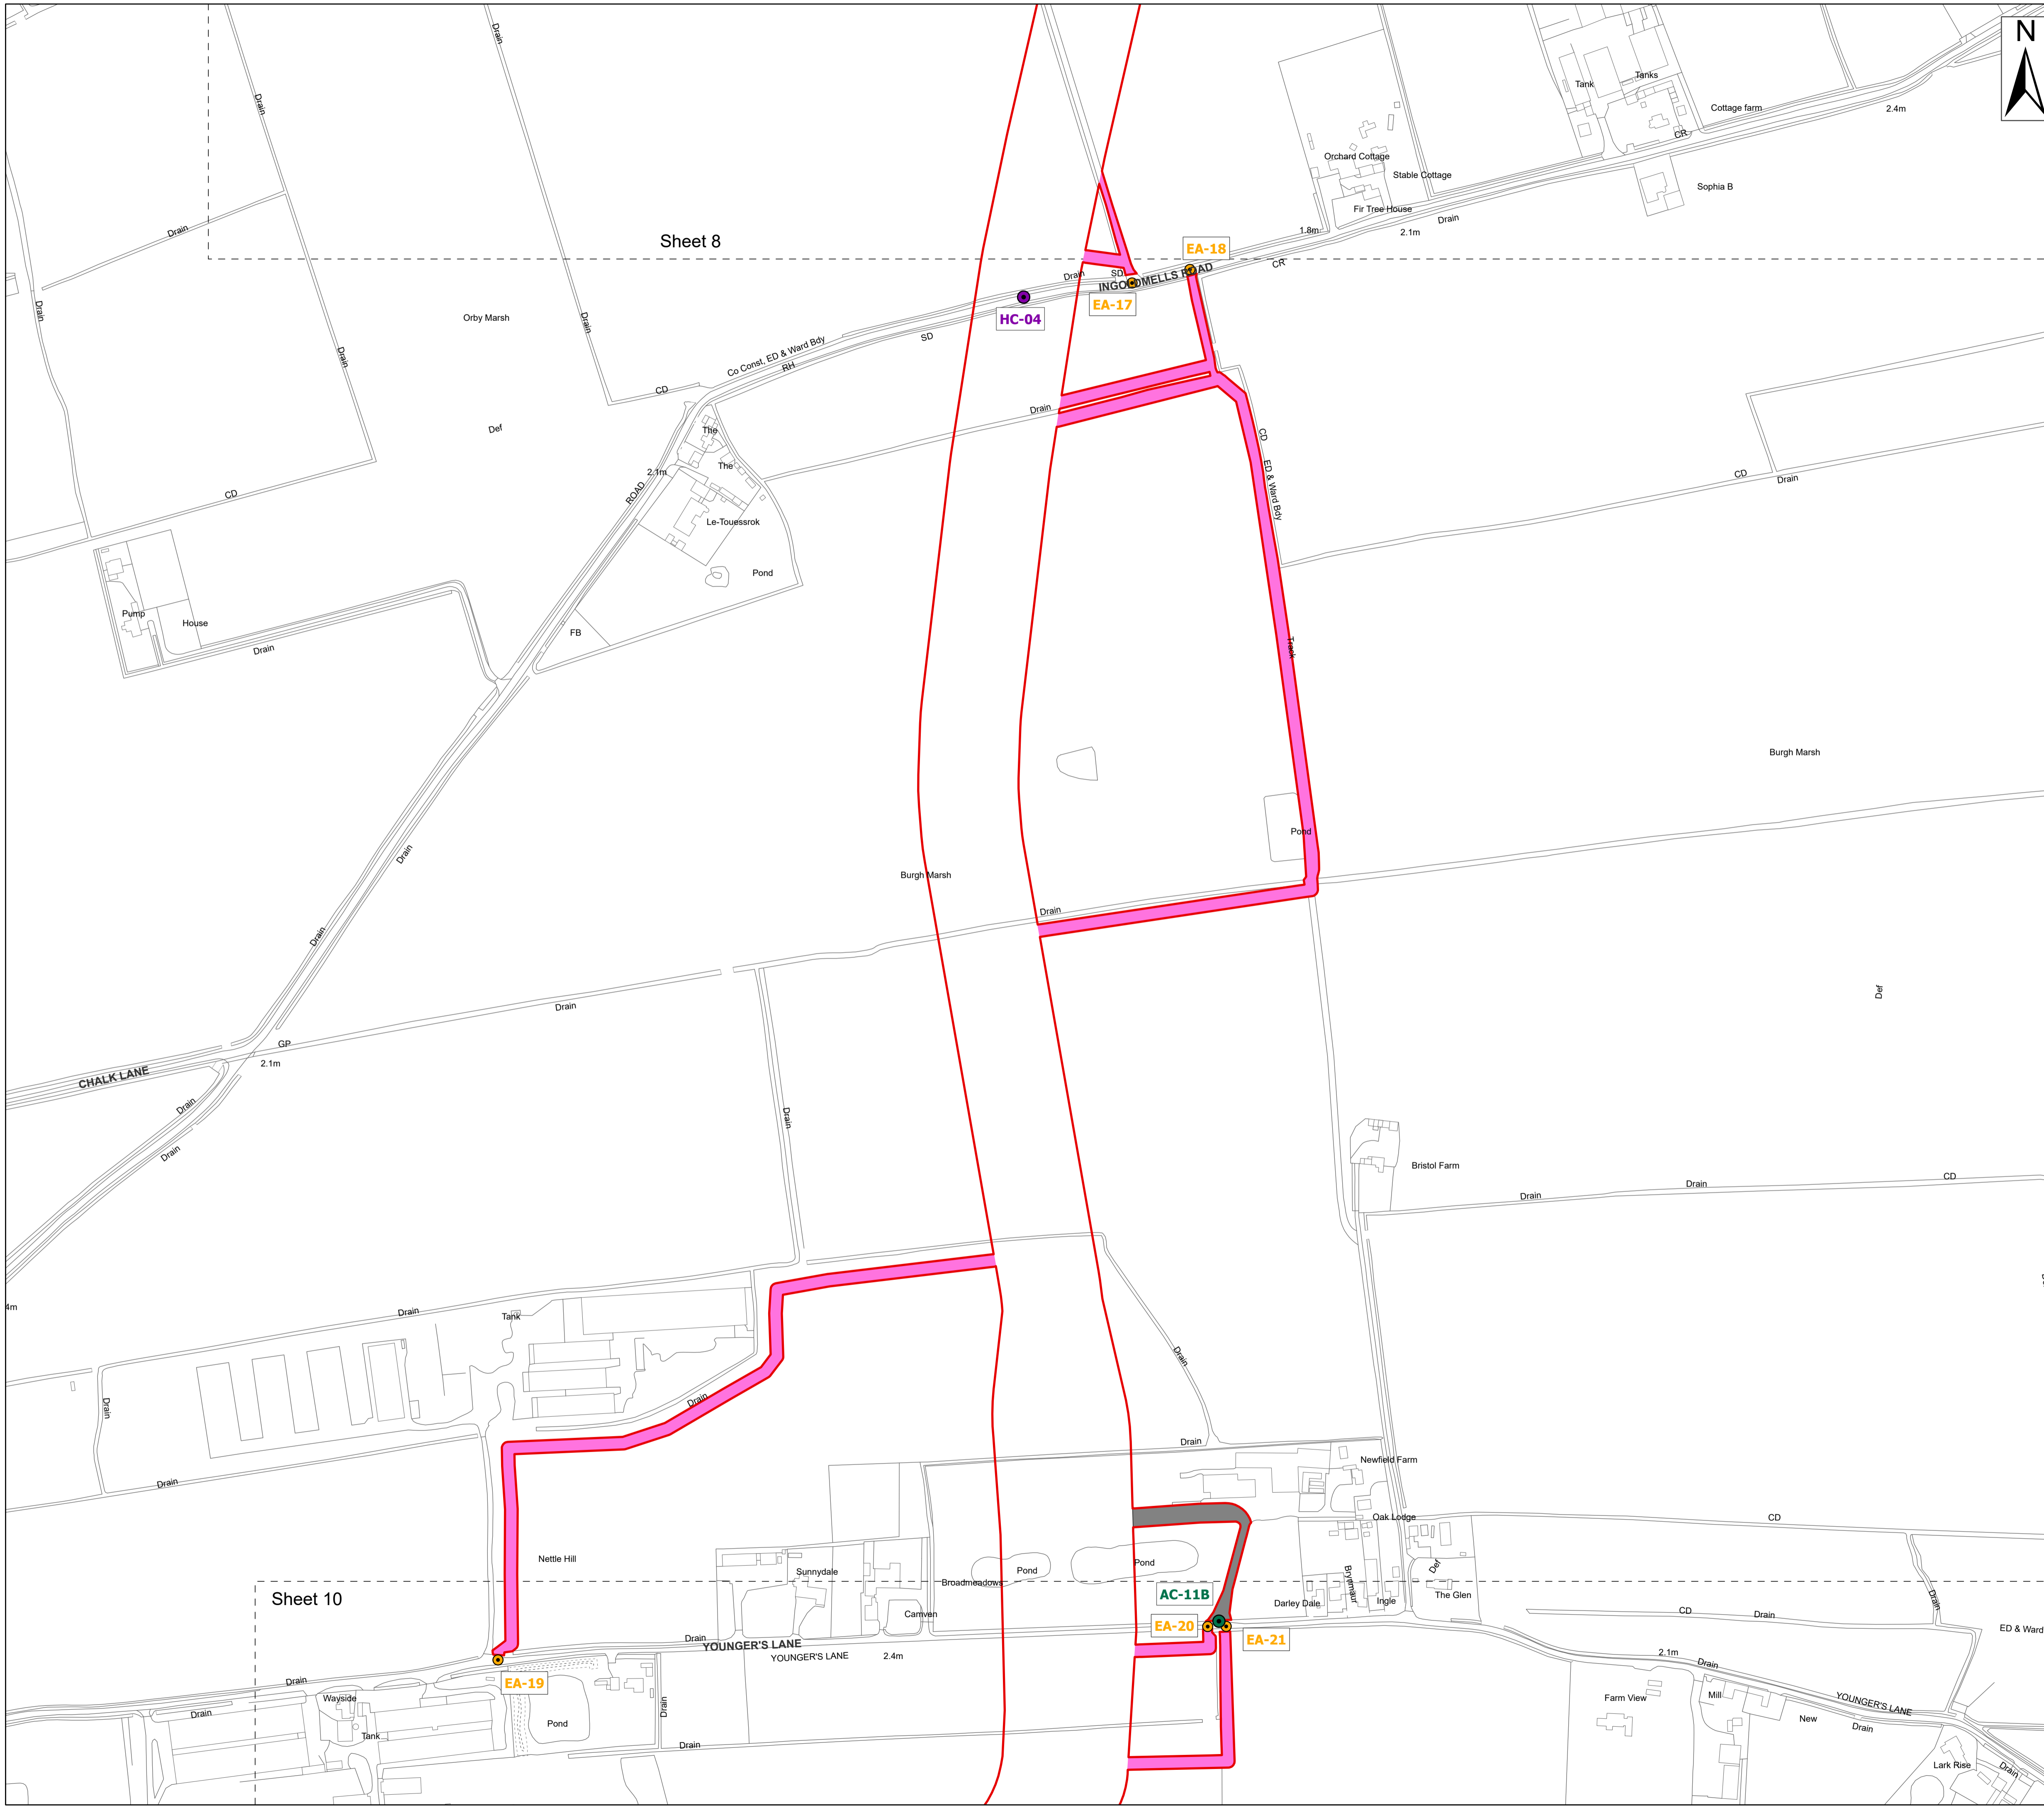 N
Drain
Drain
Drain
Tank
Tanks
Cottage farm
2.4m
CR
Orchard Cottage
Stable Cottage
Sophia B
Fir Tree House
Drain
1.8m
2.1m
Drain
Sheet 8
EA-18
CR
Drain
SD
INGOLDMELLS ROAD
EA-17
HC-04
Drain
Orby Marsh
Drain
SD
Co Const, ED & Ward Bdy
RH
Drain
CD
Drain
Def
The
The
CD
2.1m
ROAD
CD
ED & Ward Bdy
CD
Drain
Le-Touessrok
Pond
Pump
House
FB
Drain
Track
Burgh Marsh
Pond
Drain
Burgh Marsh
Drain
Drain
Def
Drain
GP
2.1m
CHALK LANE
Drain
Drain
Drain
Bristol Farm
Drain
Drain
CD
4m
Drain
Tank
Drain
Drain
Drain
Drain
Drain
Newfield Farm
Oak Lodge
CD
Nettle Hill
Sunnydale
Pond
Pond
Broadmeadows
Def
Brynmaur
The Glen
Ingle
Sheet 10
AC-11B
Darley Dale
Drain
Camven
CD
Drain
EA-20
EA-21
ED & Ward
Drain
YOUNGER'S LANE
YOUNGER'S LANE
2.4m
2.1m
Drain
Drain
EA-19
Wayside
Drain
Drain
Farm View
Mill
YOUNGER'S LANE
New
Drain
Pond
Tank
Drain
Lark Rise
Drain